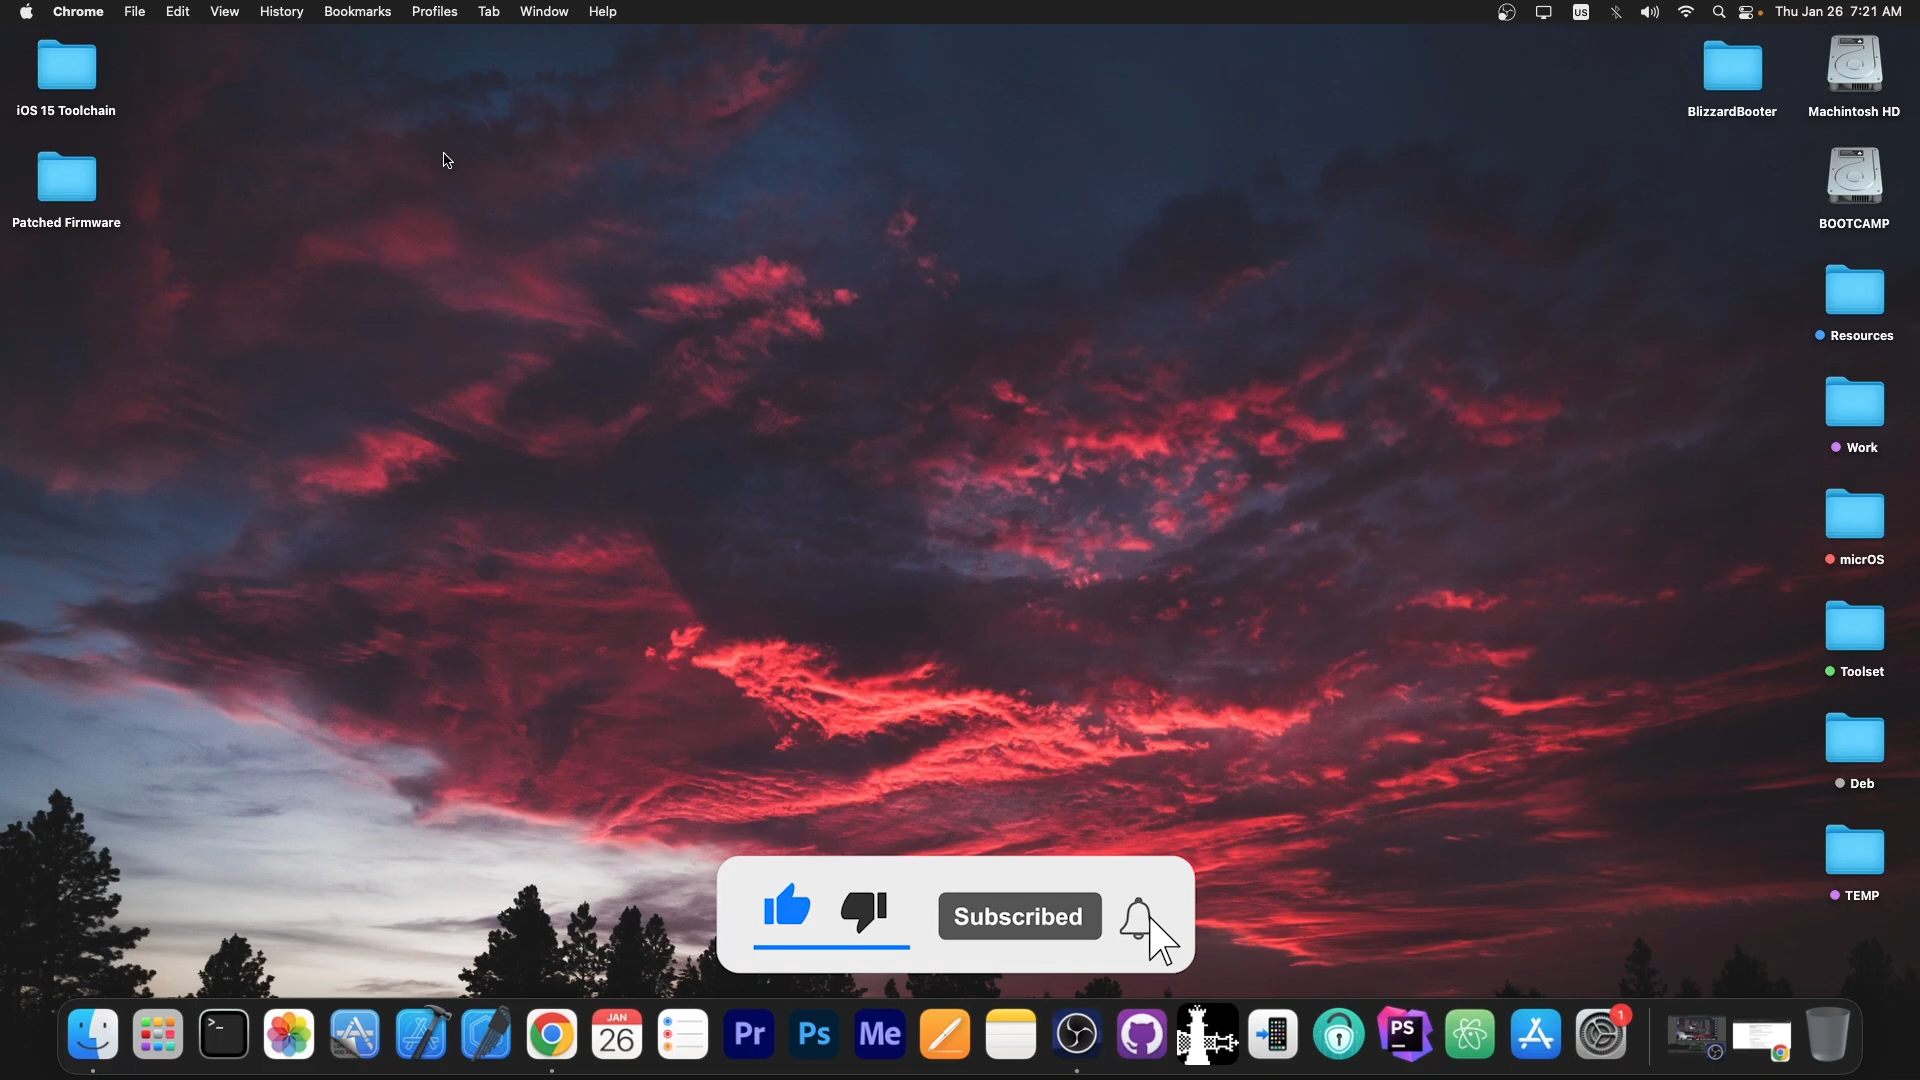 Chrome File Edit View History Bookmarks Profiles Tab Window Help US Thu Jan 26 7:21 AM
iOS 15 Toolchain
Patched Firmware
BlizzardBooter
Machintosh HD
BOOTCAMP
Resources
Work
micrOS
Toolset
Deb
TEMP
Subscribed
>_
JAN
26
Pr
Ps
Me
PS
1